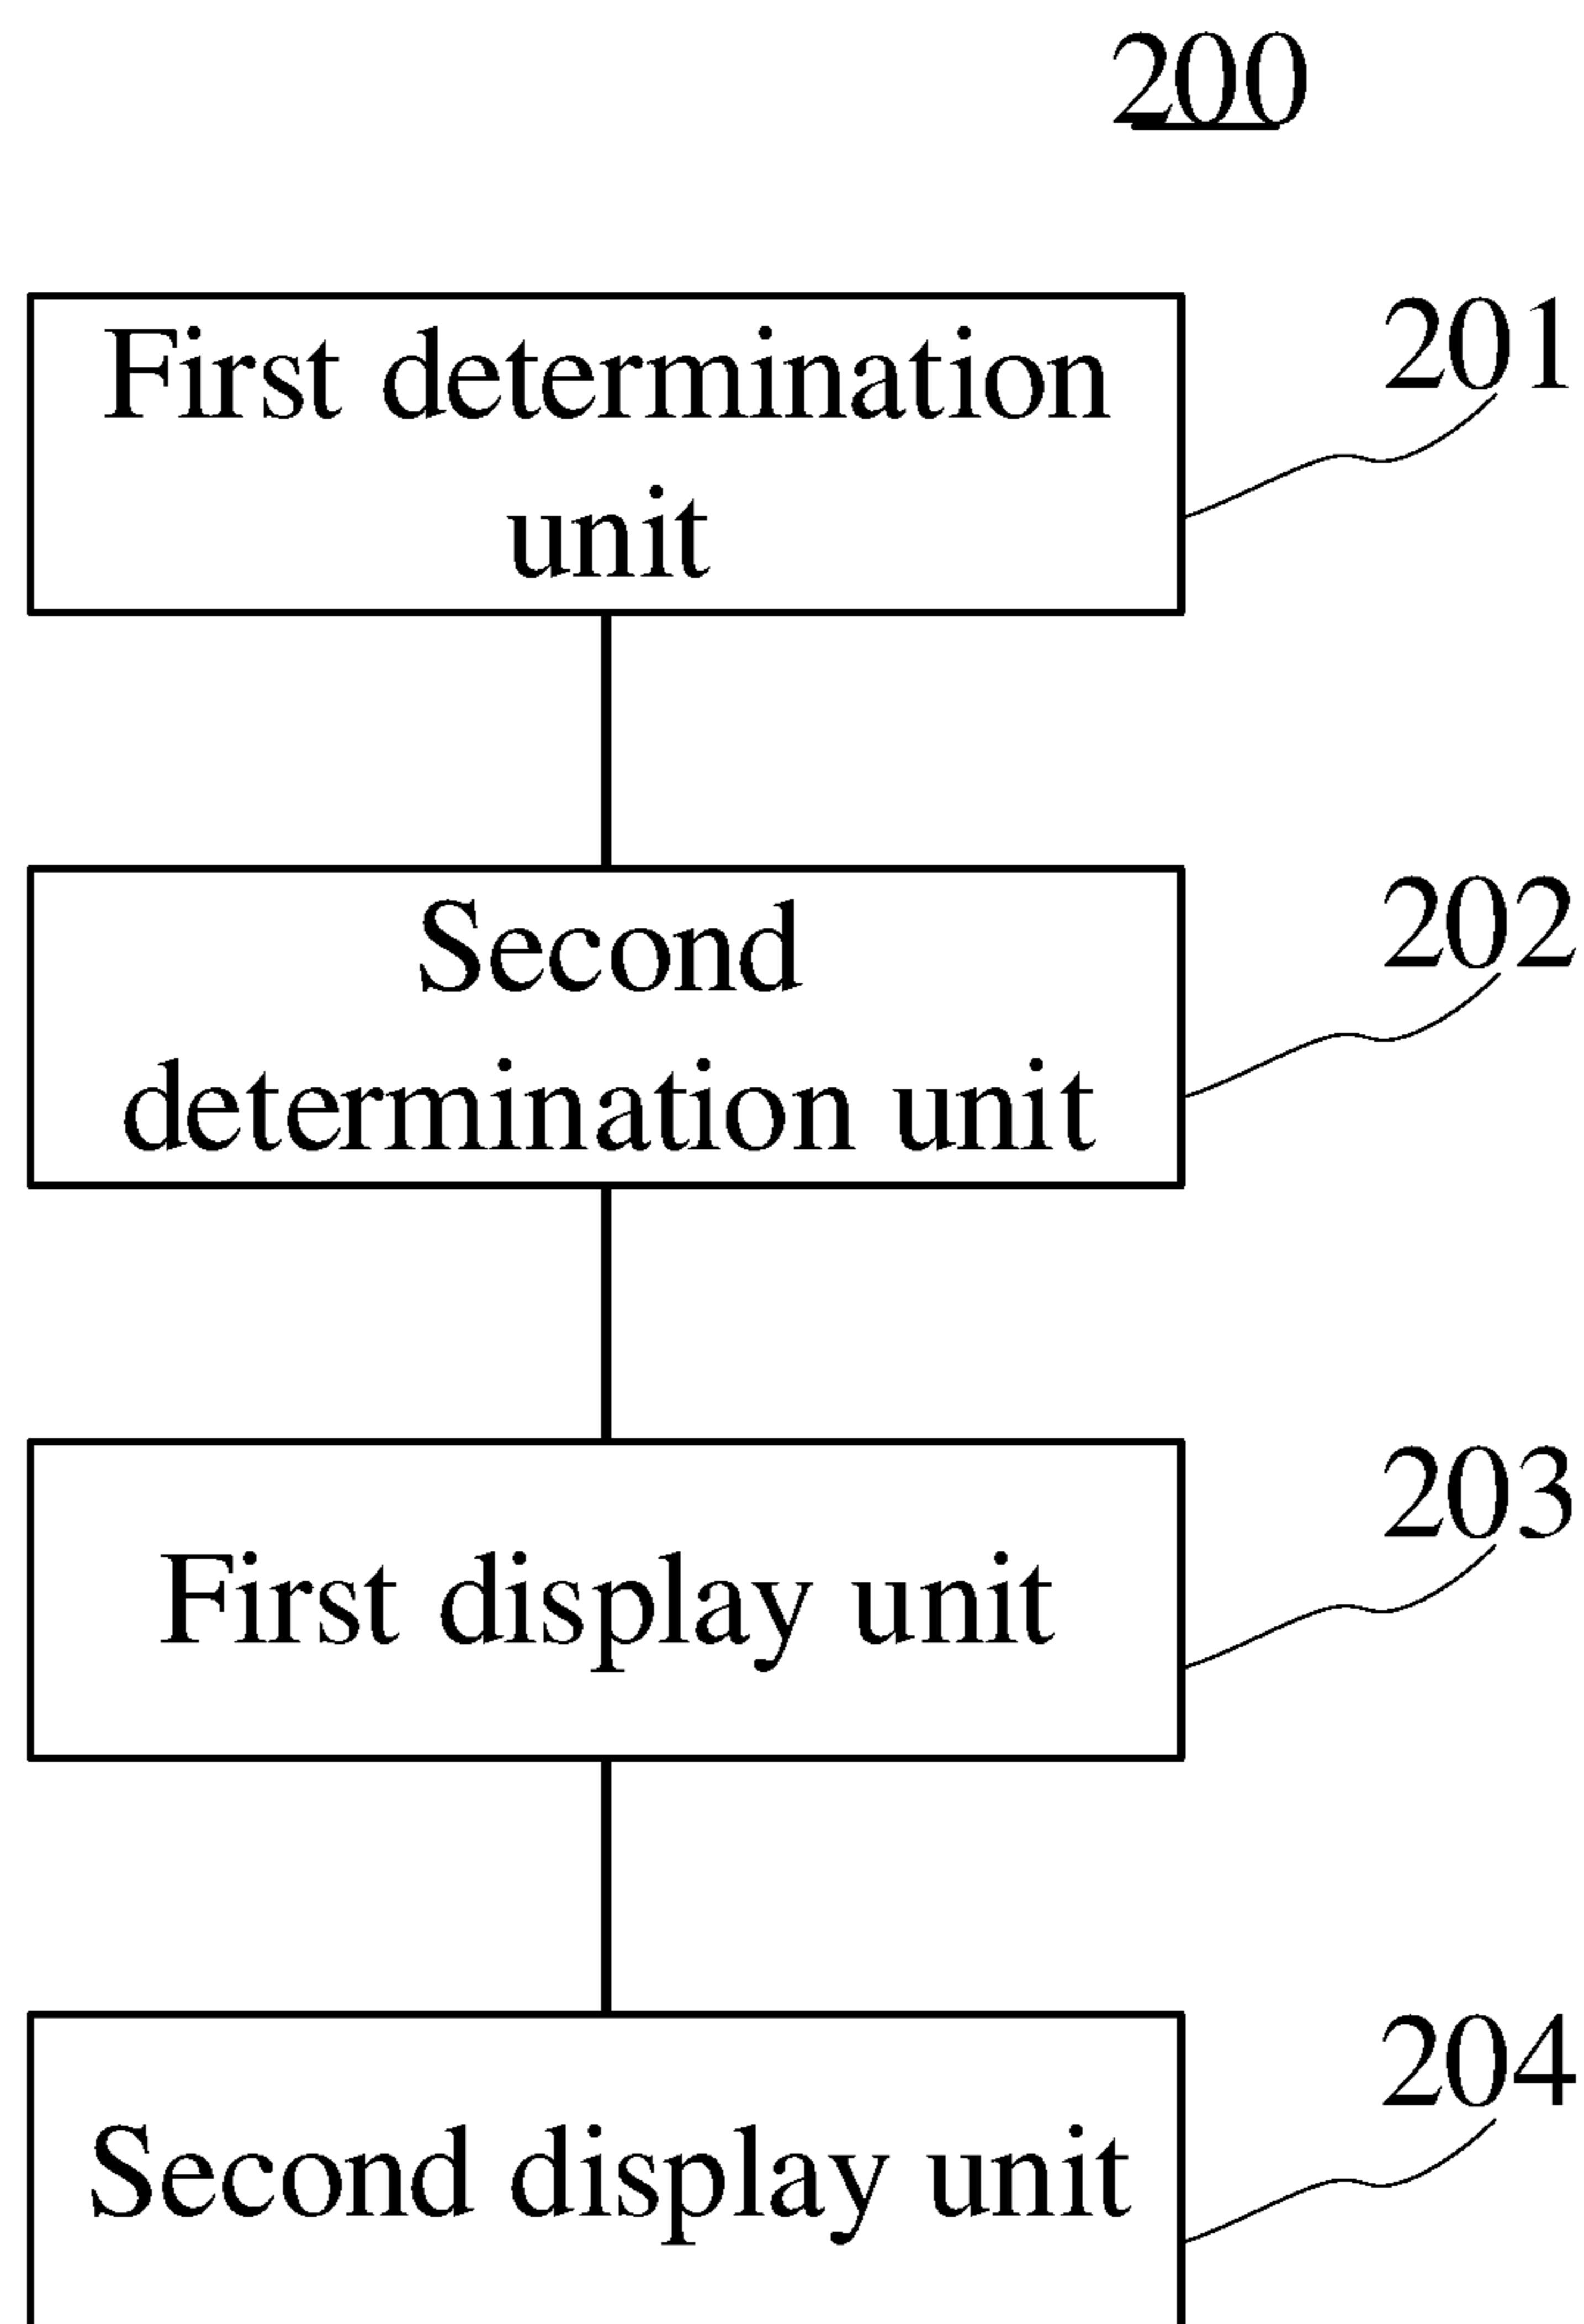 200
First determination
unit
201
Second
determination unit
202
First display unit
203
Second display unit
204